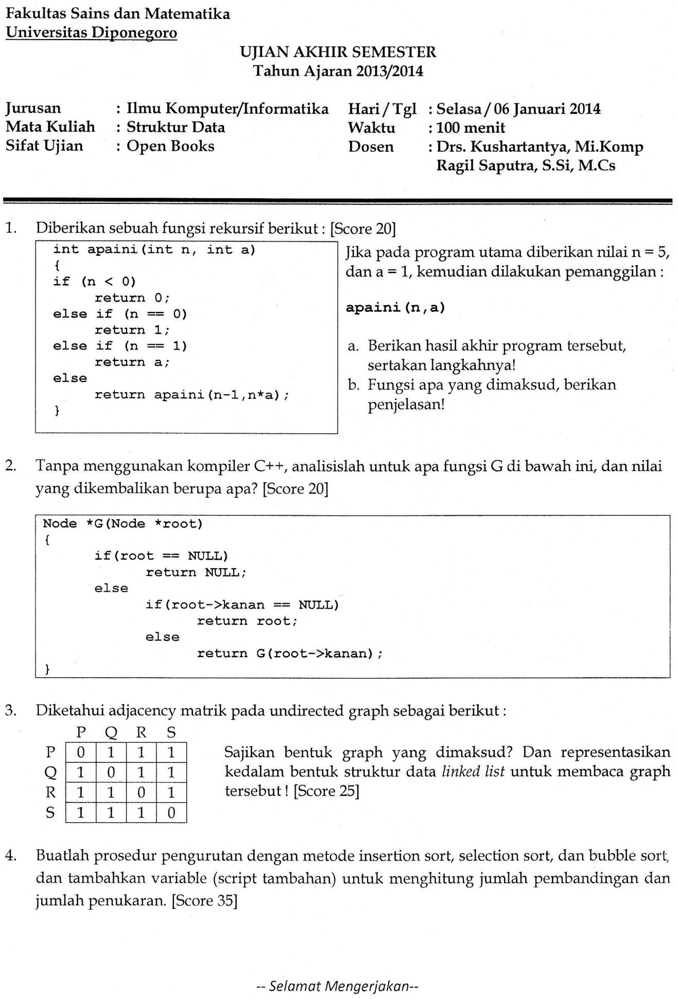 Fakultas Sains dan Matematika
Universitas Diponegoro
UJIAN AKHIR SEMESTER
Tahun Ajaran 2013/2014
Jurusan : Ilmu Komputer/Informatika Hari / Tgl : Selasa / 06 Januari 2014
Mata Kuliah : Struktur Data Waktu : 100 menit
Sifat Ujian : Open Books Dosen : Drs. Kushartantya, Mi.Komp
Ragil Saputra, S.Si, M.Cs
1. Diberikan sebuah fungsi rekursif berikut : [Score 20]
int apaini(int n, int a)
{
if (n < 0)
return 0;
else if (n == 0)
return 1;
else if (n == 1)
return a;
else
return apaini(n-1,n*a);
}
Jika pada program utama diberikan nilai n = 5,
dan a = 1, kemudian dilakukan pemanggilan :
apaini(n,a)
a. Berikan hasil akhir program tersebut,
sertakan langkahnya!
b. Fungsi apa yang dimaksud, berikan
penjelasan!
2. Tanpa menggunakan kompiler C++, analisislah untuk apa fungsi G di bawah ini, dan nilai
yang dikembalikan berupa apa? [Score 20]
Node *G(Node *root)
{
if(root == NULL)
return NULL;
else
if(root->kanan == NULL)
return root;
else
return G(root->kanan);
}
3. Diketahui adjacency matrik pada undirected graph sebagai berikut :
P Q R S
P 0 1 1 1
Q 1 0 1 1
R 1 1 0 1
S 1 1 1 0
Sajikan bentuk graph yang dimaksud? Dan representasikan
kedalam bentuk struktur data linked list untuk membaca graph
tersebut ! [Score 25]
4. Buatlah prosedur pengurutan dengan metode insertion sort, selection sort, dan bubble sort,
dan tambahkan variable (script tambahan) untuk menghitung jumlah pembandingan dan
jumlah penukaran. [Score 35]
-- Selamat Mengerjakan--